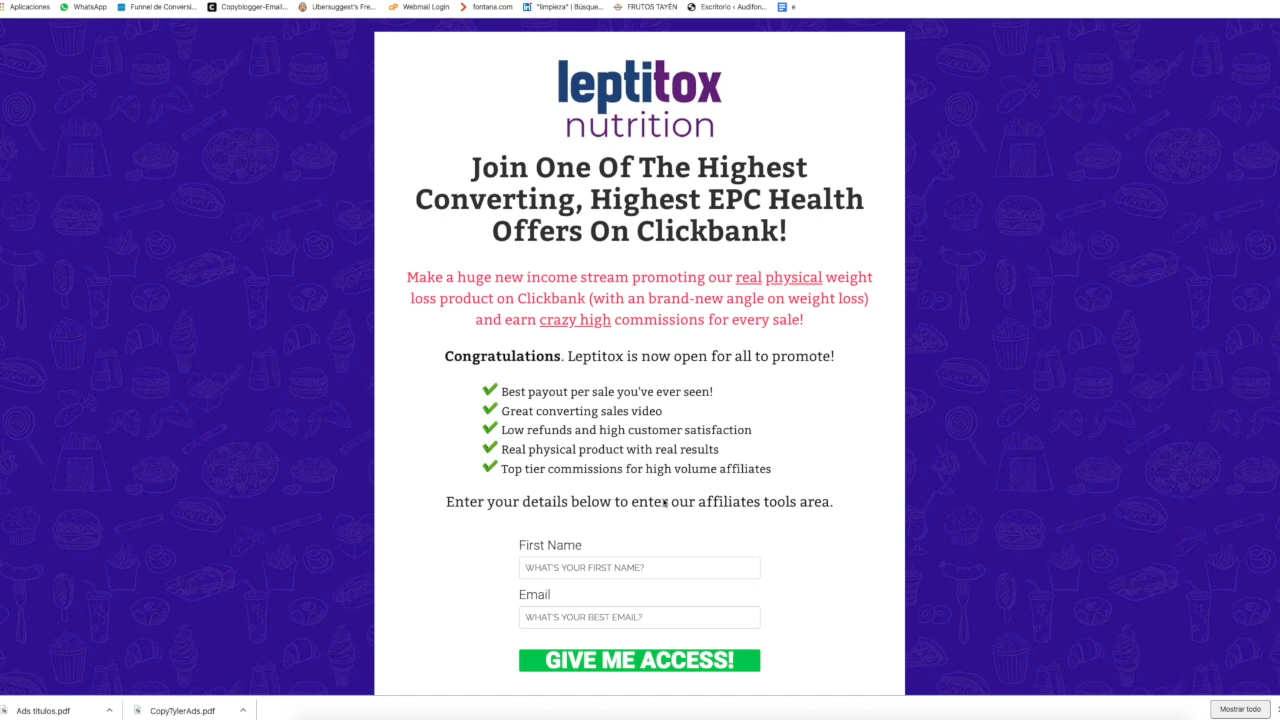 Aplicaciones WhatsApp Funnel de Conversi... Copyblogger-Email... Ubersuggest's Fre... Webmail Login fontana.com "limpieza" | Búsque... FRUTOS TAYÉN Escritorio ‹ Audifon... e
leptitox
nutrition
Join One Of The Highest
Converting, Highest EPC Health
Offers On Clickbank!
Make a huge new income stream promoting our real physical weight
loss product on Clickbank (with an brand-new angle on weight loss)
and earn crazy high commissions for every sale!
Congratulations. Leptitox is now open for all to promote!
Best payout per sale you've ever seen!
Great converting sales video
Low refunds and high customer satisfaction
Real physical product with real results
Top tier commissions for high volume affiliates
Enter your details below to enter our affiliates tools area.
First Name
WHAT'S YOUR FIRST NAME?
Email
WHAT'S YOUR BEST EMAIL?
GIVE ME ACCESS!
Ads titulos.pdf CopyTylerAds.pdf Mostrar todo